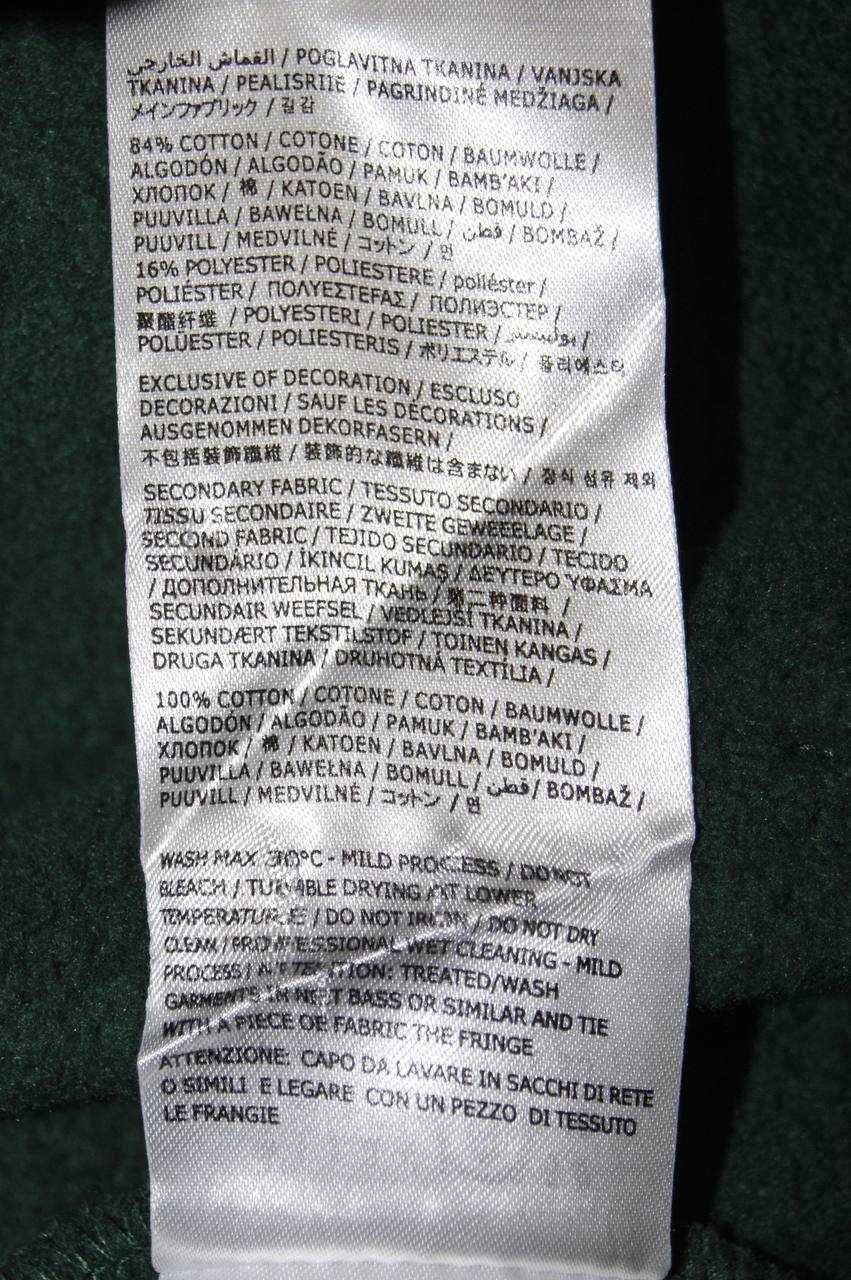 القماش الخارجي / POGLAVITNA TKANINA / VANJSKA
TKANINA / PEALISRIIE / PAGRINDINĖ MEDŽIAGA /
メインファブリック / 겉감
84% COTTON / COTONE / COTON / BAUMWOLLE /
ALGODÓN / ALGODÃO / PAMUK / BAMB'AKI /
ХЛОПОК / 棉 / KATOEN / BAVLNA / BOMULD /
PUUVILLA / BAWEŁNA / BOMULL / قطن / BOMBAŽ /
PUUVILL / MEDVILNĖ / コットン / 면
16% POLYESTER / POLIESTERE / poliéster /
POLIÉSTER / ΠΟΛΥΕΣΤΕΡΑΣ / ПОЛИЭСТЕР /
聚酯纤维 / POLYESTERI / POLIESTER / بوليستر /
POLÜESTER / POLIESTERIS / ポリエステル / 폴리에스터
EXCLUSIVE OF DECORATION / ESCLUSO
DECORAZIONI / SAUF LES DÉCORATIONS /
AUSGENOMMEN DEKORFASERN /
不包括装飾纖維 / 装飾的な繊維は含まない / 장식 섬유 제외
SECONDARY FABRIC / TESSUTO SECONDARIO /
TISSU SECONDAIRE / ZWEITE GEWEEELAGE /
SECOND FABRIC / TEJIDO SECUNDARIO / TECIDO
SECUNDÁRIO / İKINCIL KUMAŞ / ΔΕΥΤΕΡΟ ΎΦΑΣΜΑ
/ ДОПОЛНИТЕЛЬНАЯ ТКАНЬ / 第二种面料 /
SECUNDAIR WEEFSEL / VEDLEJŠÍ TKANINA /
SEKUNDÆRT TEKSTILSTOF / TOINEN KANGAS /
DRUGA TKANINA / DRUHOTNÁ TEXTÍLIA /
100% COTTON / COTONE / COTON / BAUMWOLLE /
ALGODÓN / ALGODÃO / PAMUK / BAMB'AKI /
ХЛОПОК / 棉 / KATOEN / BAVLNA / BOMULD /
PUUVILLA / BAWEŁNA / BOMULL / قطن / BOMBAŽ /
PUUVILL / MEDVILNĖ / コットン / 면
WASH MAX 30°C - MILD PROCESS / DO NOT
BLEACH / TUMBLE DRYING AT LOWER
TEMPERATURE / DO NOT IRON / DO NOT DRY
CLEAN / PROFESSIONAL WET CLEANING - MILD
PROCESS / ATTENTION: TREATED/WASH
GARMENTS IN NET BASS OR SIMILAR AND TIE
WITH A PIECE OF FABRIC THE FRINGE
ATTENZIONE: CAPO DA LAVARE IN SACCHI DI RETE
O SIMILI E LEGARE CON UN PEZZO DI TESSUTO
LE FRANGIE